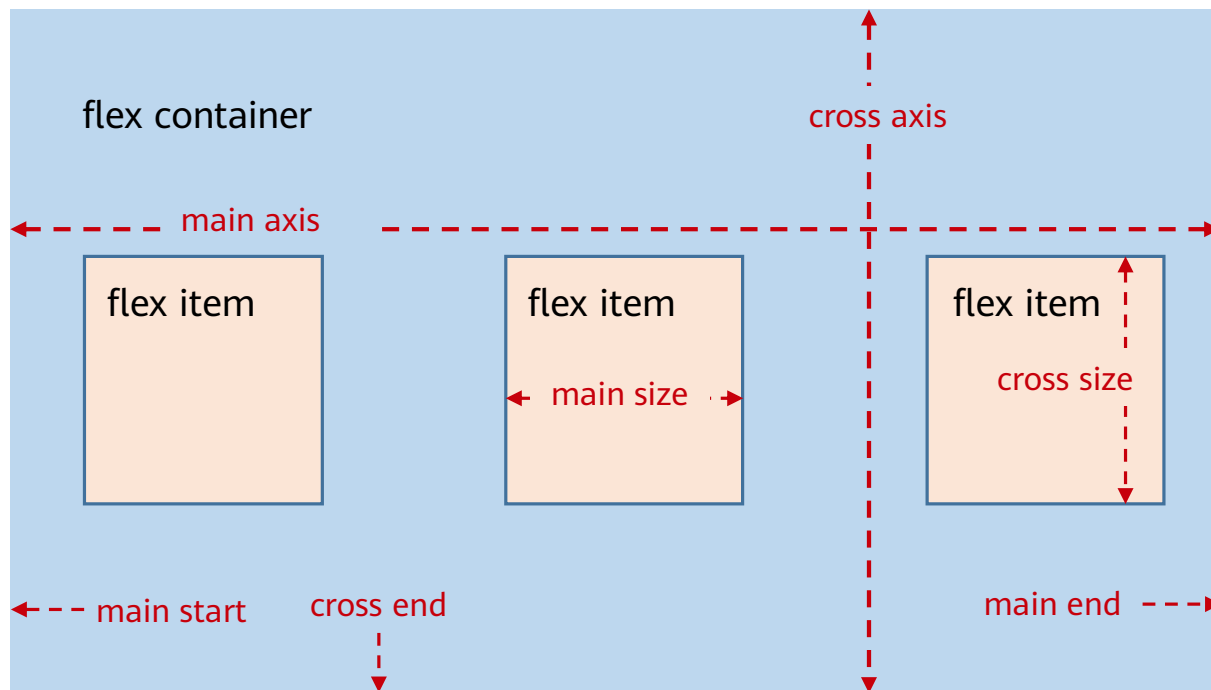 flex container
cross axis
main axis
flex item
flex item
flex item
main size
cross size
main start
cross end
main end